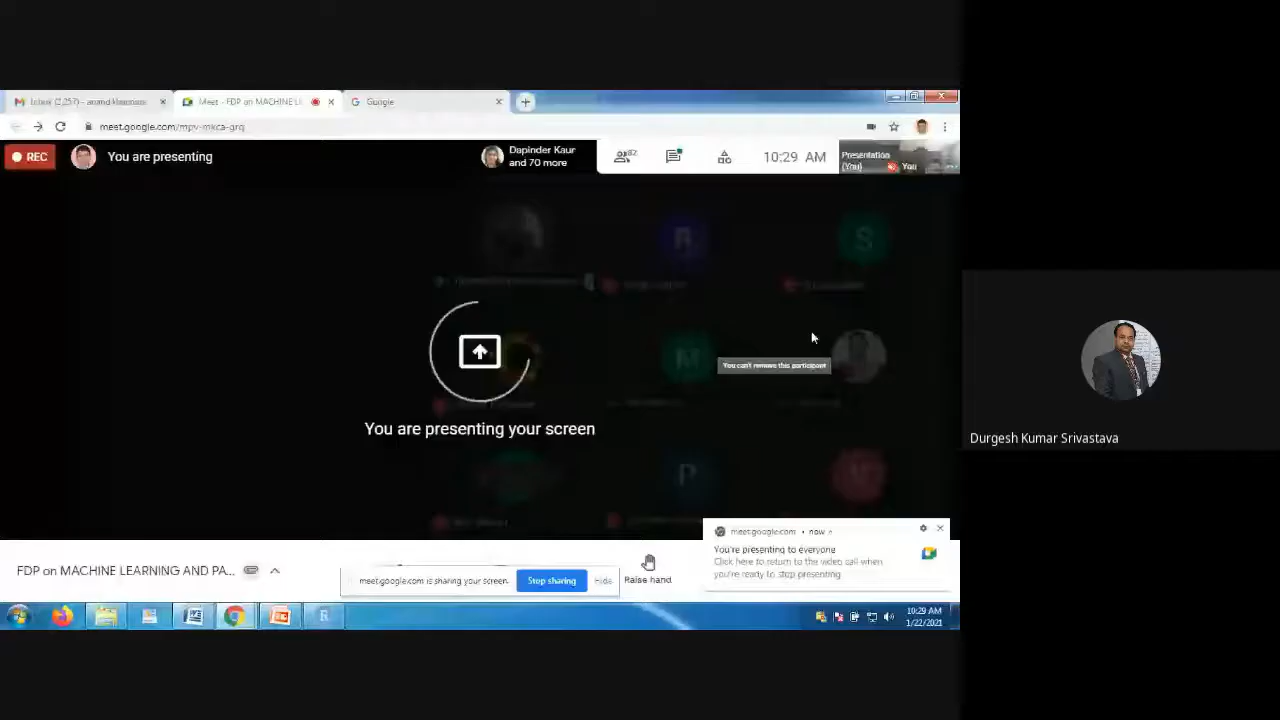 Meet - FDP on MACHINE LI
Google
meet.google.com/mpv-mkca-grq
REC
You are presenting
Dapinder Kaur
and 70 more
82
10:29 AM
Presentation
(You)
You
R
S
M
You can't remove this participant
You are presenting your screen
P
Durgesh Kumar Srivastava
meet.google.com • now
You're presenting to everyone
Click here to return to the video call when
you're ready to stop presenting
FDP on MACHINE LEARNING AND PA...
meet.google.com is sharing your screen.
Stop sharing
Hide
Raise hand
10:29 AM
1/22/2021